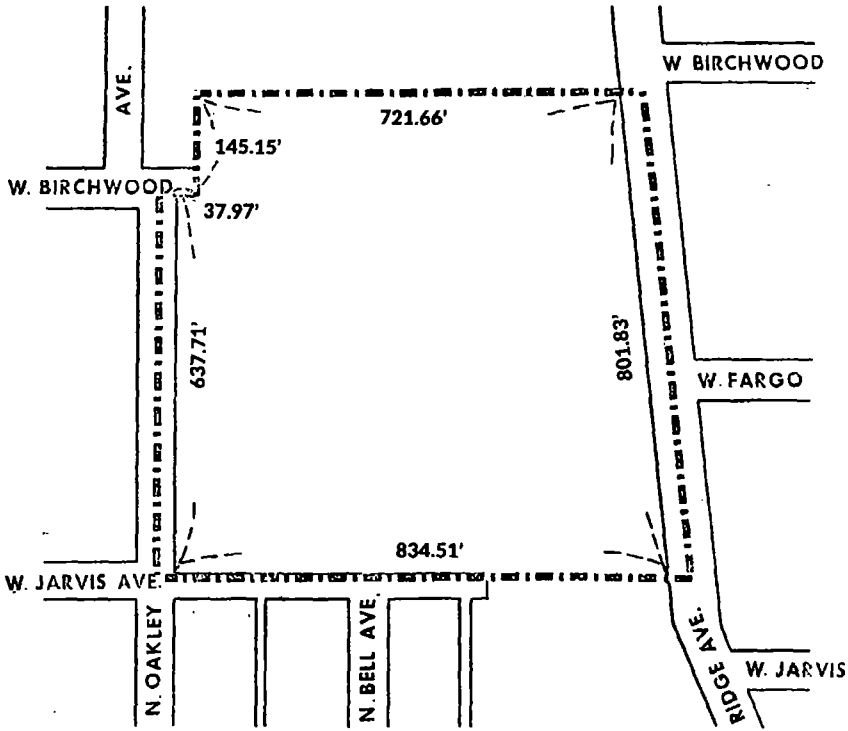 W BIRCHWOOD
AVE.
721.66’
145.15’
W. BIRCHWOOD
37.97’
637.71’
801.83’
W. FARGO
834.51’
W. JARVIS AVE.
N. OAKLEY
N. BELL AVE.
RIDGE AVE.
W. JARVIS